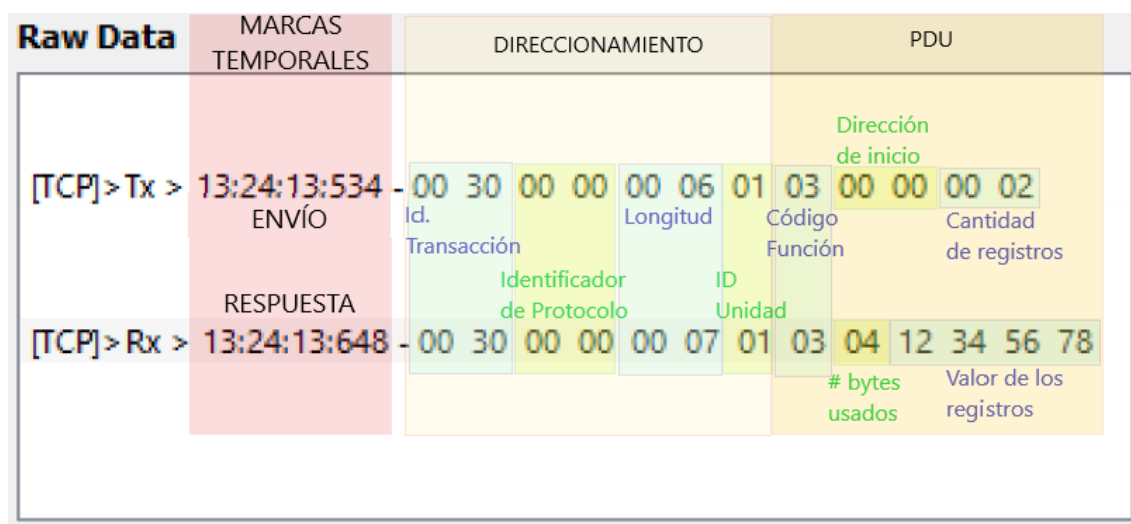 Raw Data
MARCAS
TEMPORALES
DIRECCIONAMIENTO
PDU
Dirección
de inicio
[TCP]>Tx > 13:24:13:534 - 00 30 00 00 00 06 01 03 00 00 00 02
ENVÍO
Id.
Transacción
Longitud
Código
Función
Cantidad
de registros
Identificador
de Protocolo
ID
Unidad
RESPUESTA
[TCP]>Rx > 13:24:13:648 - 00 30 00 00 00 07 01 03 04 12 34 56 78
# bytes
usados
Valor de los
registros